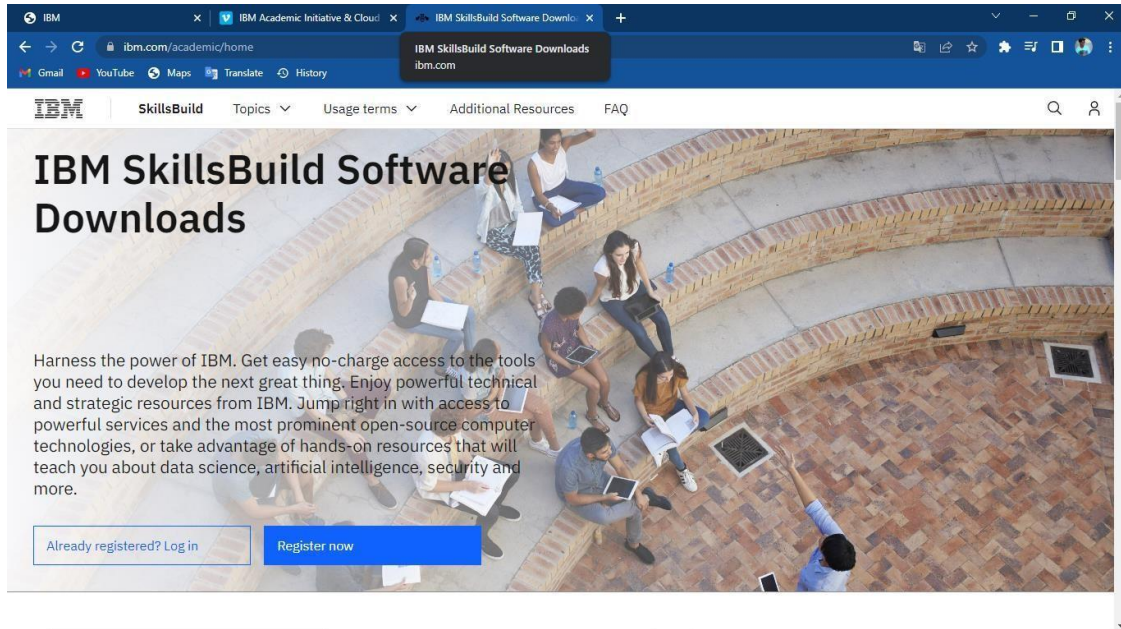 IBM
IBM Academic Initiative & Cloud
IBM SkillsBuild Software Downlo
ibm.com/academic/home
IBM SkillsBuild Software Downloads
ibm.com
Gmail
YouTube
Maps
Translate
History
IBM
SkillsBuild
Topics
Usage terms
Additional Resources
FAQ
IBM SkillsBuild Software
Downloads
Harness the power of IBM. Get easy no-charge access to the tools
you need to develop the next great thing. Enjoy powerful technical
and strategic resources from IBM. Jump right in with access to
powerful services and the most prominent open-source computer
technologies, or take advantage of hands-on resources that will
teach you about data science, artificial intelligence, security and
more.
Already registered? Log in
Register now